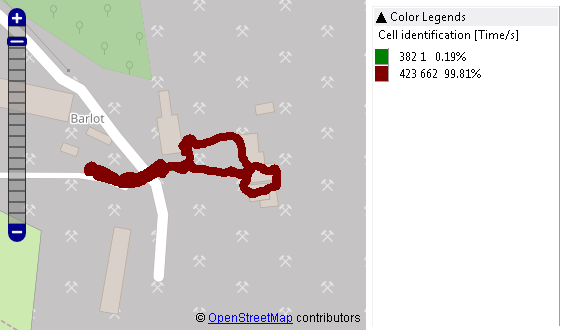 ▲ Color Legends
Cell identification [Time/s]
382 1 0.19%
423 662 99.81%
Barlot
© OpenStreetMap contributors